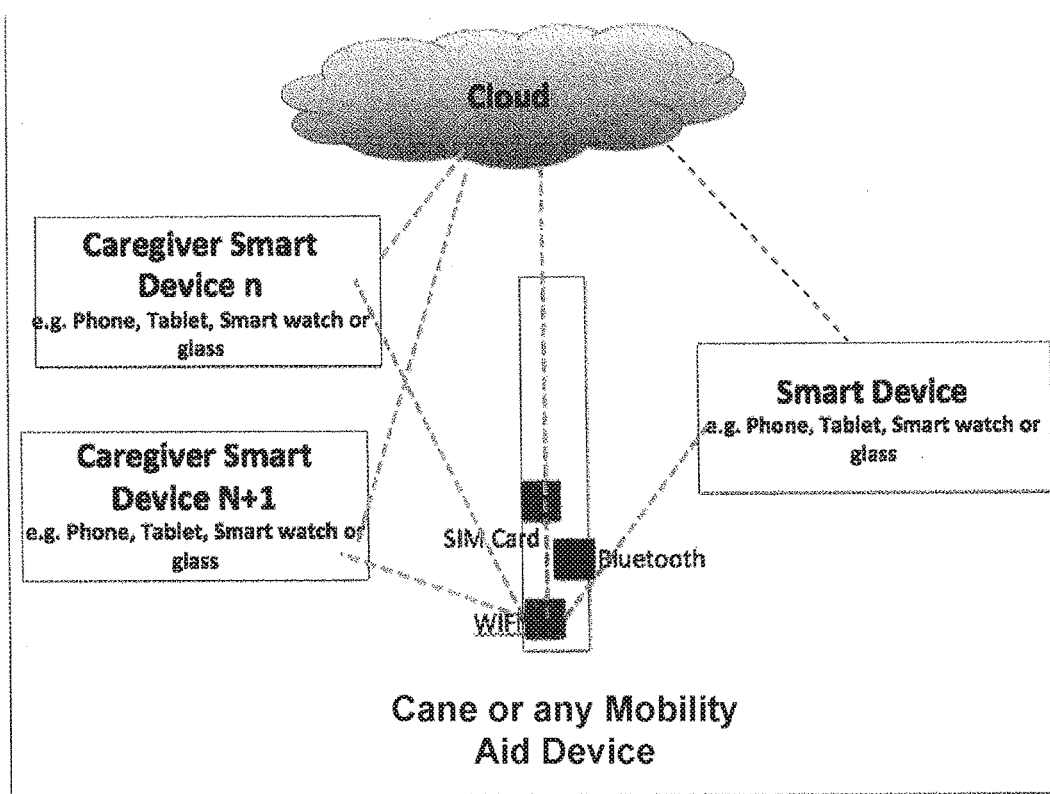 Cloud
Caregiver Smart
Device n
e.g. Phone, Tablet, Smart watch or
glass
Caregiver Smart
Device N+1
e.g. Phone, Tablet, Smart watch or
glass
Smart Device
e.g. Phone, Tablet, Smart watch or
glass
SIM Card
Bluetooth
WIFI
Cane or any Mobility
Aid Device